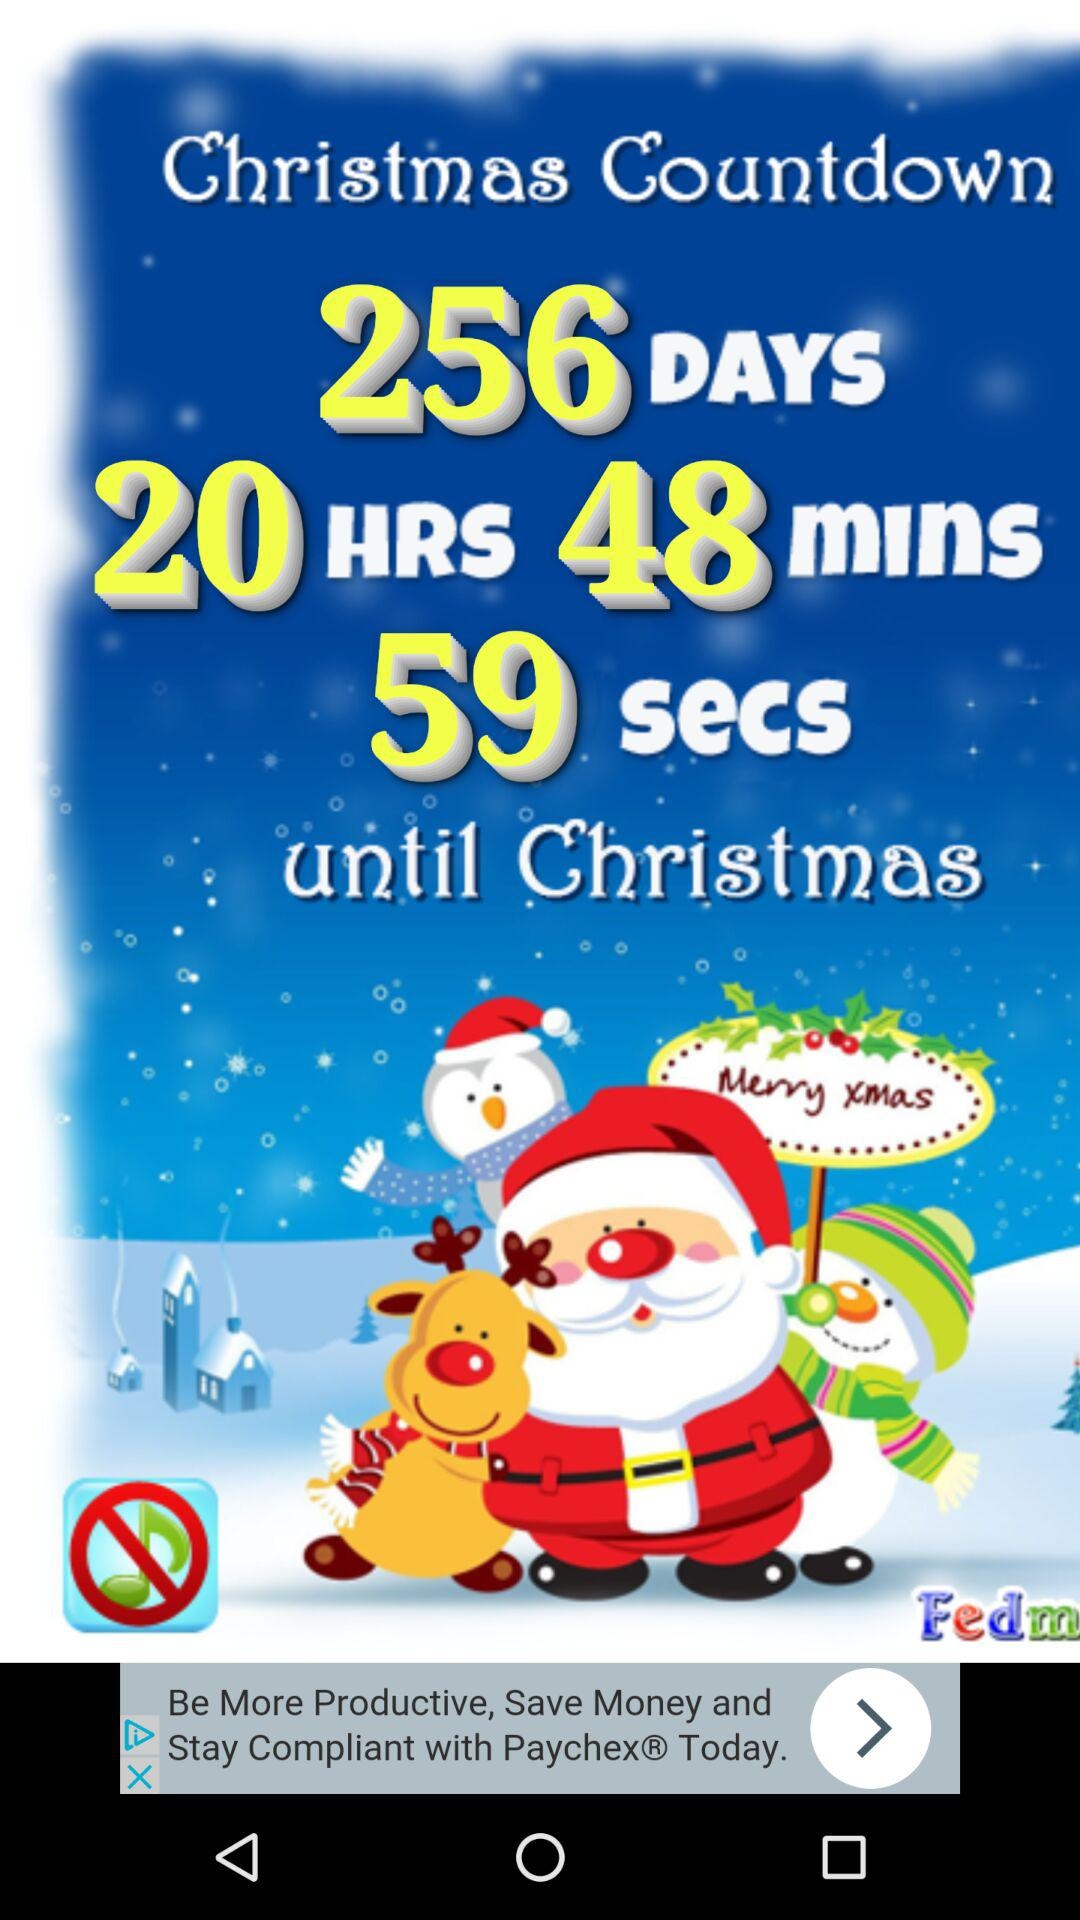 Christmas Countdown
256 DAYS
20 HRS 48 mins
59 secs
until Christmas
Merry xmas
Fedm
Be More Productive, Save Money and
Stay Compliant with Paychex® Today.